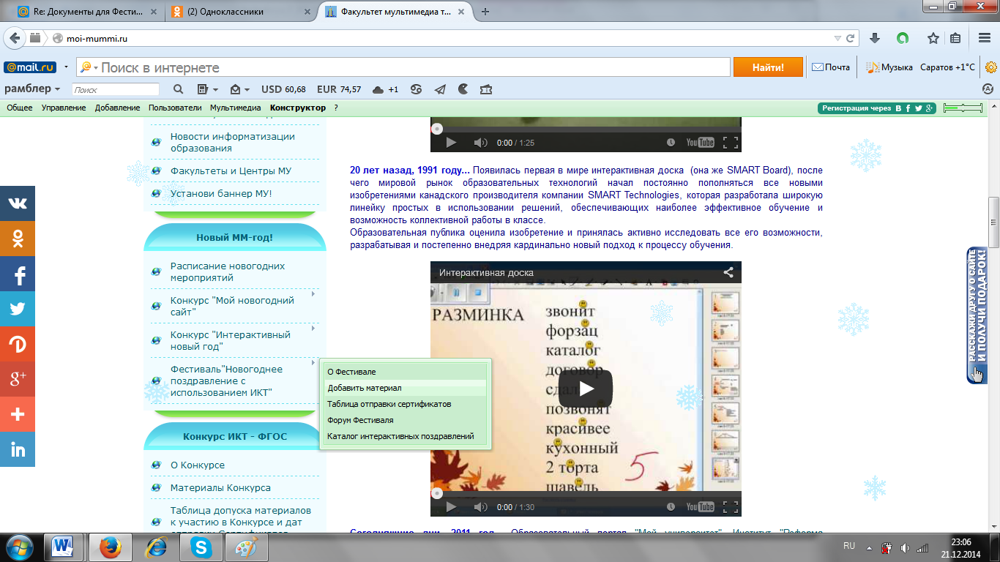 Re: Документы для Фести...
(2) Одноклассники
Факультет мультимедиа т...
moi-mummi.ru
@mail.ru
Поиск в интернете
Найти!
Почта
Музыка
Саратов +1°C
рамблер
Поиск
USD 60,68
EUR 74,57
+1
Общее Управление Добавление Пользователи Мультимедиа Конструктор ?
Регистрация через
Новости информатизации
образования
Факультеты и Центры МУ
Установи баннер МУ!
Новый ММ-год!
Расписание новогодних
мероприятий
Конкурс "Мой новогодний
сайт"
Конкурс "Интерактивный
новый год"
Фестиваль"Новогоднее
поздравление с
использованием ИКТ"
О Фестивале
Добавить материал
Таблица отправки сертификатов
Форум Фестиваля
Каталог интерактивных поздравлений
Конкурс ИКТ - ФГОС
О Конкурсе
Материалы Конкурса
Таблица допуска материалов
к участию в Конкурсе и дат
0:00 / 1:25
YouTube
20 лет назад, 1991 году... Появилась первая в мире интерактивная доска (она же SMART Board), после
чего мировой рынок образовательных технологий начал постоянно пополняться все новыми
изобретениями канадского производителя компании SMART Technologies, которая разработала широкую
линейку простых в использовании решений, обеспечивающих наиболее эффективное обучение и
возможность коллективной работы в классе.
Образовательная публика оценила изобретение и принялась активно исследовать все его возможности,
разрабатывая и постепенно внедряя кардинально новый подход к процессу обучения.
Интерактивная доска
РАЗМИНКА
звонит
форзац
каталог
договор
позвонят
красивее
кухонный
2 торта
щавель
5
0:00 / 1:30
YouTube
Сегодняшние дни, 2011 год... Образовательный портал "Мой университет", Институт "Реформа
РАССКАЖИ ДРУГУ О САЙТЕ
И ПОЛУЧИ ПОДАРОК!
RU
23:06
21.12.2014